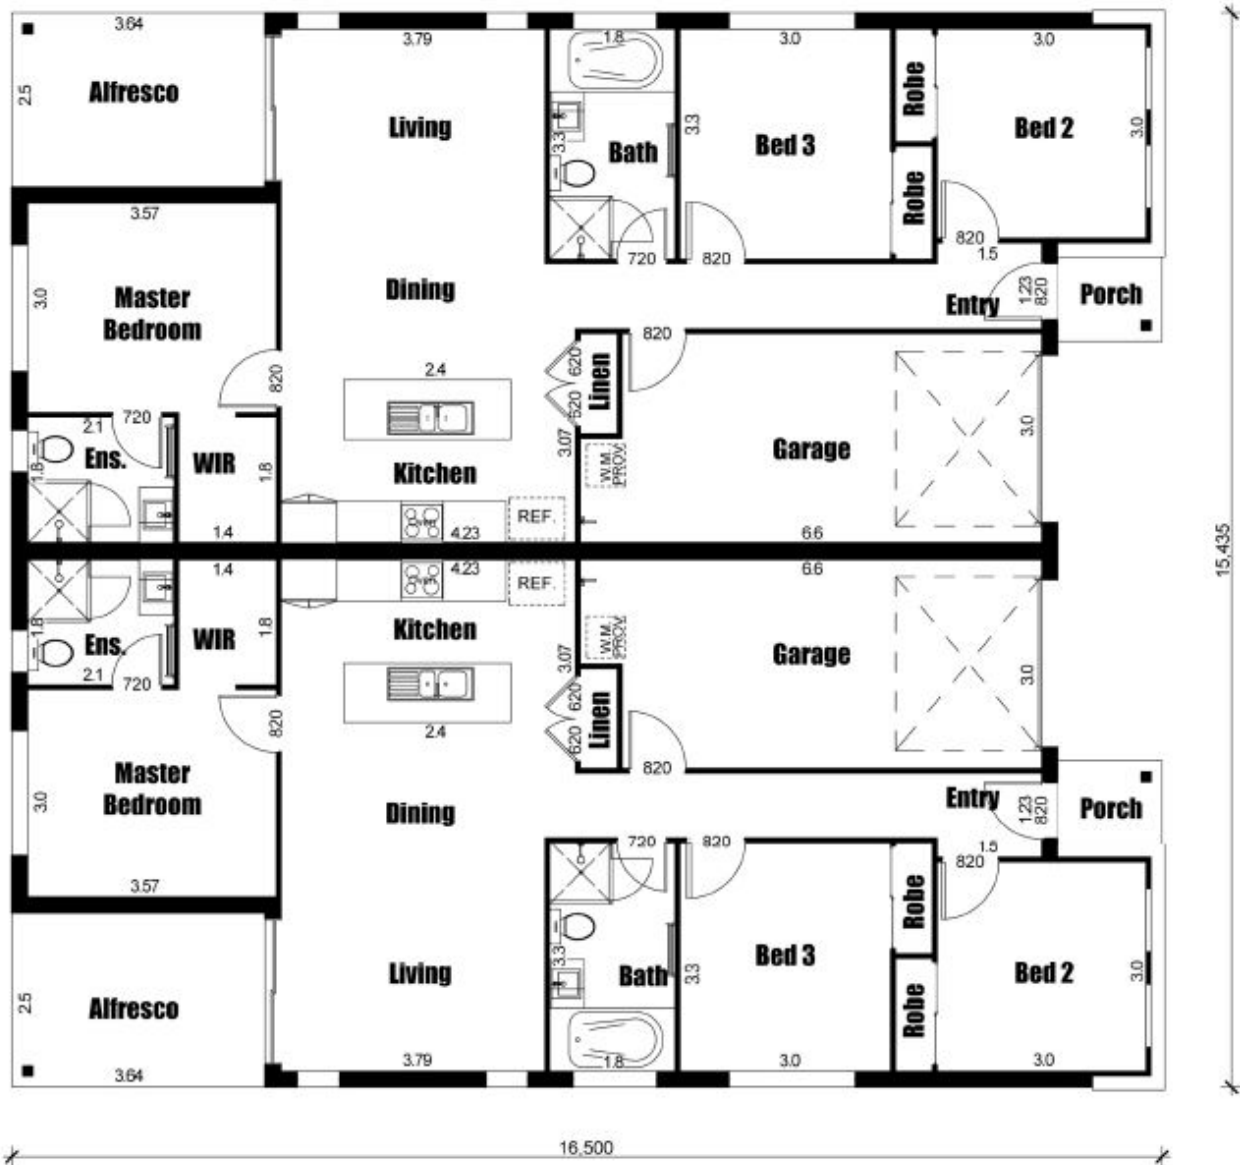 3.64
3.79
1.8
3.0
3.0
2.5
Alfresco
Living
3.3
Bath
3.3
Bed 3
Robe
Robe
Bed 2
3.0
3.57
720
820
820
1.5
3.0
Master
Bedroom
Dining
Entry
1.23
820
Porch
820
820
2.4
620
620
Linen
720
2.1
Ens.
1.8
WIR
1.8
1.4
Kitchen
3.07
W.M.
PROV.
Garage
3.0
4.23
REF.
6.6
15,435
1.4
4.23
REF.
6.6
1.8
Ens.
2.1
720
WIR
1.8
Kitchen
3.07
W.M.
PROV.
Garage
3.0
820
2.4
620
620
Linen
820
3.0
Master
Bedroom
Dining
Entry
1.23
820
Porch
720
820
1.5
820
3.57
2.5
Alfresco
Living
3.3
Bath
3.3
Bed 3
Robe
Robe
Bed 2
3.0
3.64
3.79
1.8
3.0
3.0
16,500